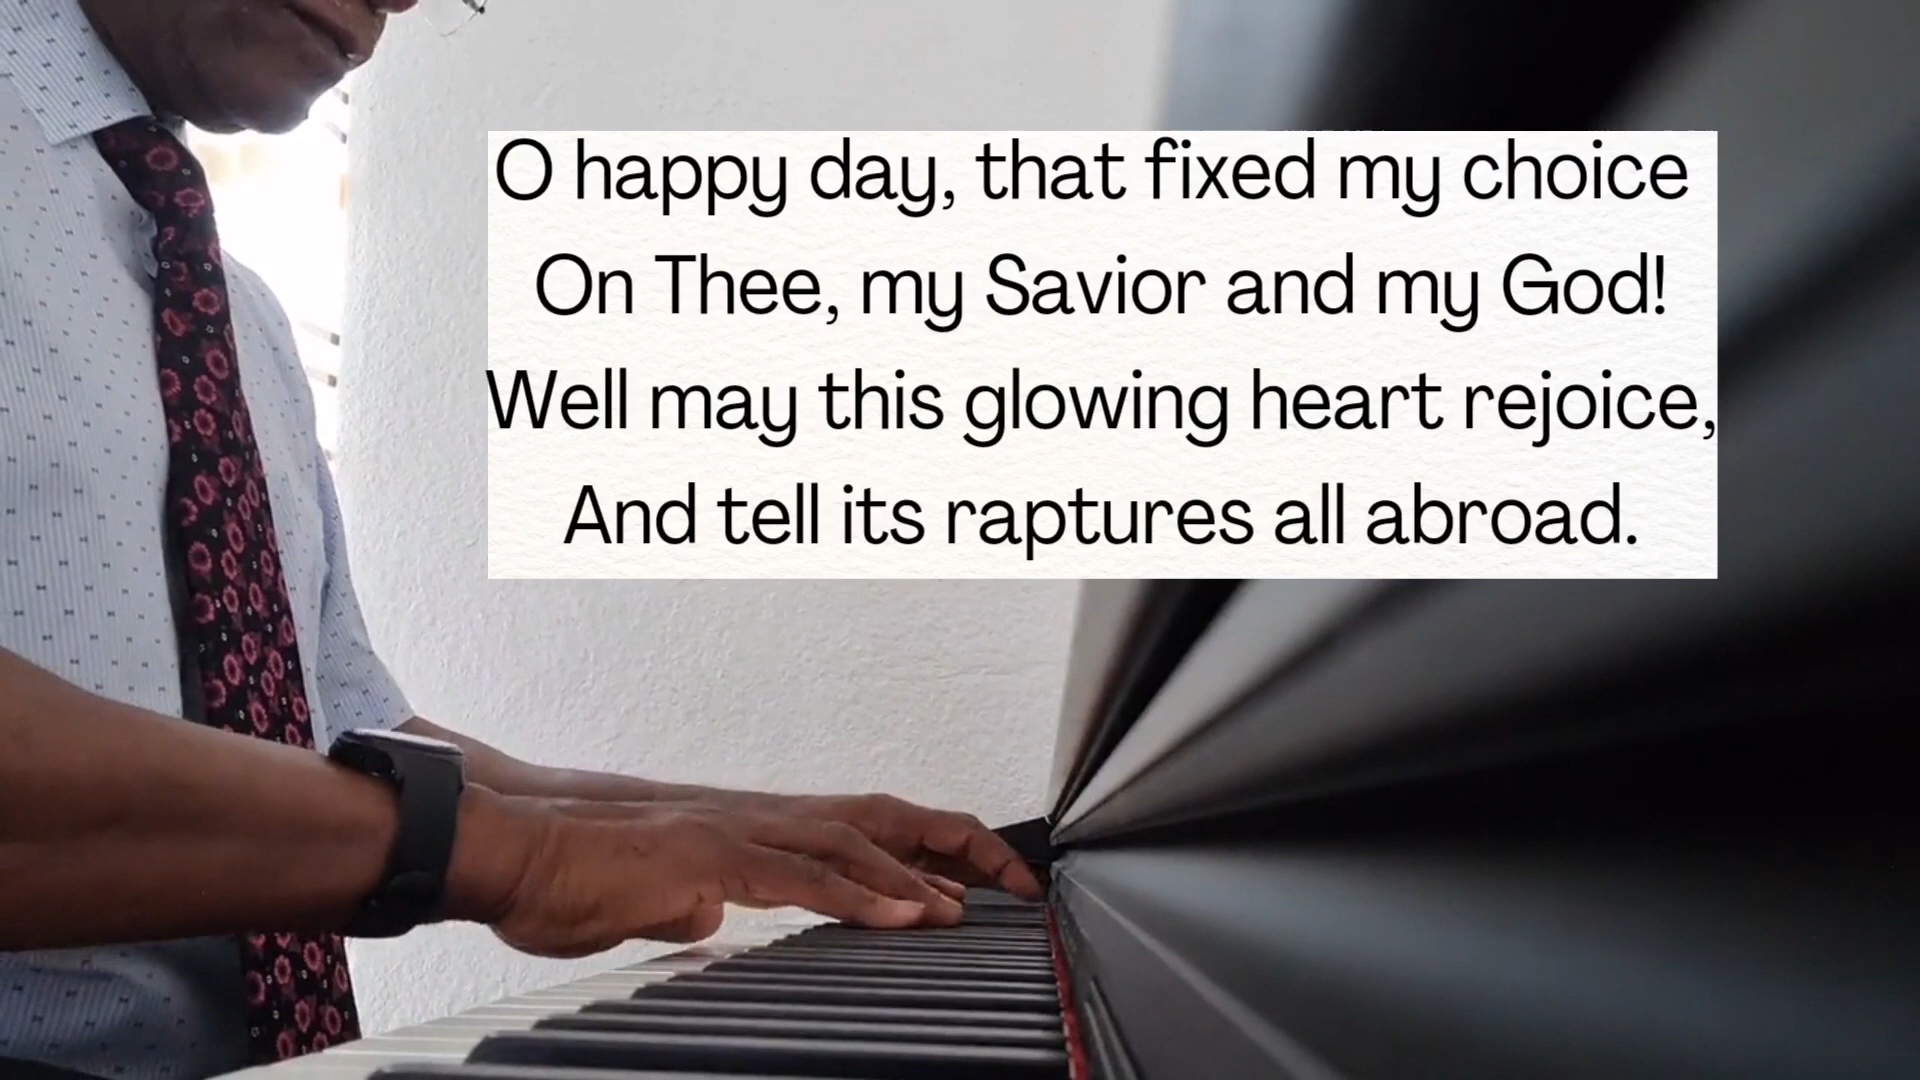 O happy day, that fixed my choice
On Thee, my Savior and my God!
Well may this glowing heart rejoice,
And tell its raptures all abroad.